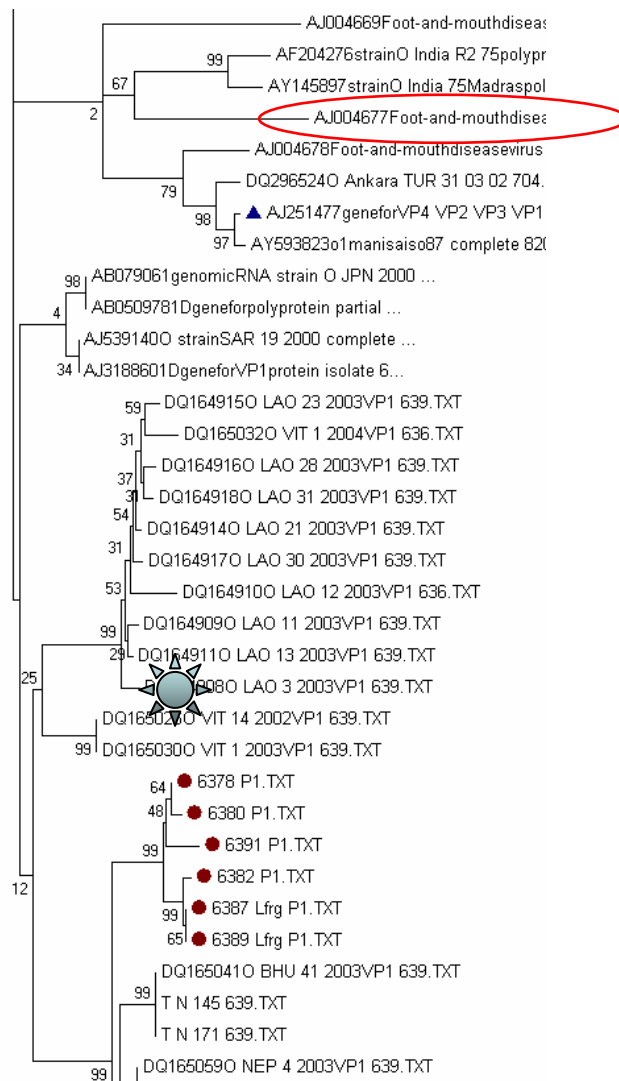 AJ004669Foot-and-mouthdiseas
99
AF204276strainO India R2 75polypr
67
AY145897strainO India 75Madraspol
2
AJ004677Foot-and-mouthdisea
AJ004678Foot-and-mouthdiseasevirus
79
DQ296524O Ankara TUR 31 03 02 704.
98
AJ251477geneforVP4 VP2 VP3 VP1
97
AY593823o1manisaiso87 complete 820
98
AB079061genomicRNA strain O JPN 2000 ...
AB0509781Dgeneforpolyprotein partial ...
4
AJ539140O strainSAR 19 2000 complete ...
34
AJ3188601DgeneforVP1protein isolate 6...
59
DQ164915O LAO 23 2003VP1 639.TXT
31
DQ165032O VIT 1 2004VP1 636.TXT
DQ164916O LAO 28 2003VP1 639.TXT
37
DQ164918O LAO 31 2003VP1 639.TXT
54
DQ164914O LAO 21 2003VP1 639.TXT
31
DQ164917O LAO 30 2003VP1 639.TXT
53
DQ164910O LAO 12 2003VP1 636.TXT
99
DQ164909O LAO 11 2003VP1 639.TXT
29
DQ164911O LAO 13 2003VP1 639.TXT
25
LAO 3 2003VP1 639.TXT
VIT 14 2002VP1 639.TXT
99
DQ165030O VIT 1 2003VP1 639.TXT
64
6378 P1.TXT
48
6380 P1.TXT
99
6391 P1.TXT
12
6382 P1.TXT
99
6387 Lfrg P1.TXT
65
6389 Lfrg P1.TXT
DQ165041O BHU 41 2003VP1 639.TXT
99
T N 145 639.TXT
T N 171 639.TXT
99
DQ165059O NEP 4 2003VP1 639.TXT